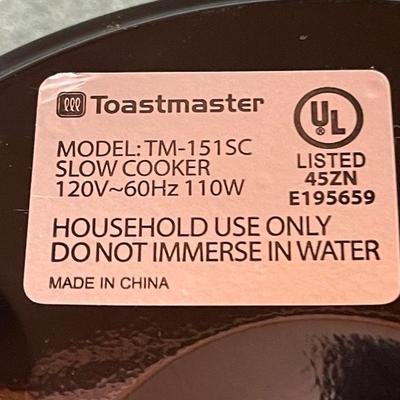 Toastmaster
MODEL: TM-151SC
SLOW COOKER
120V~60Hz 110W
UL
LISTED
45ZN
E195659
HOUSEHOLD USE ONLY
DO NOT IMMERSE IN WATER
MADE IN CHINA